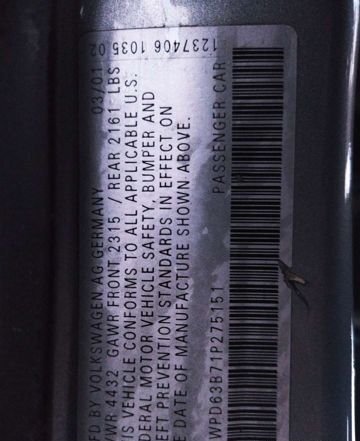 FD BY VOLKSWAGEN AG GERMANY 03/01
VWR 4432 GAWR FRONT 2315 / REAR 2161 LBS
IS VEHICLE CONFORMS TO ALL APPLICABLE U.S.
DERAL MOTOR VEHICLE SAFETY, BUMPER AND
EFT PREVENTION STANDARDS IN EFFECT ON
E DATE OF MANUFACTURE SHOWN ABOVE.
WPD63B71P275151 PASSENGER CAR
1237406 1035 02